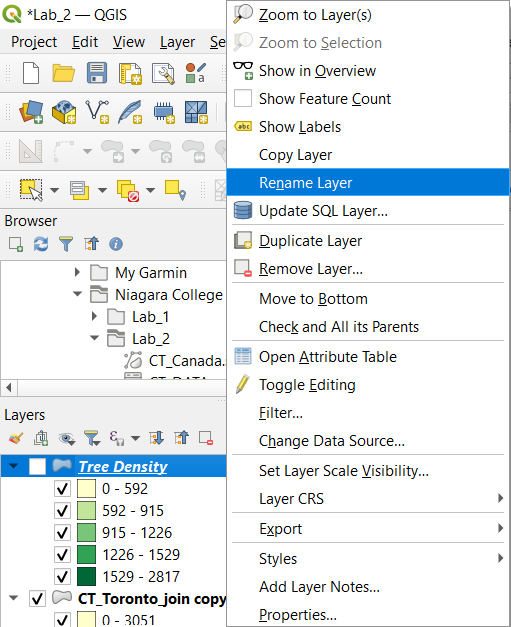 *Lab_2 — QGIS
Project Edit View Layer Se
Browser
My Garmin
Niagara College
Lab_1
Lab_2
CT_Canada.
CT_DATA
Layers
Tree Density
0 - 592
592 - 915
915 - 1226
1226 - 1529
1529 - 2817
CT_Toronto_join copy
0 - 3051
Zoom to Layer(s)
Zoom to Selection
Show in Overview
Show Feature Count
abc
Show Labels
Copy Layer
Rename Layer
Update SQL Layer...
Duplicate Layer
Remove Layer...
Move to Bottom
Check and All its Parents
Open Attribute Table
Toggle Editing
Filter...
Change Data Source...
Set Layer Scale Visibility...
Layer CRS
Export
Styles
Add Layer Notes...
Properties...